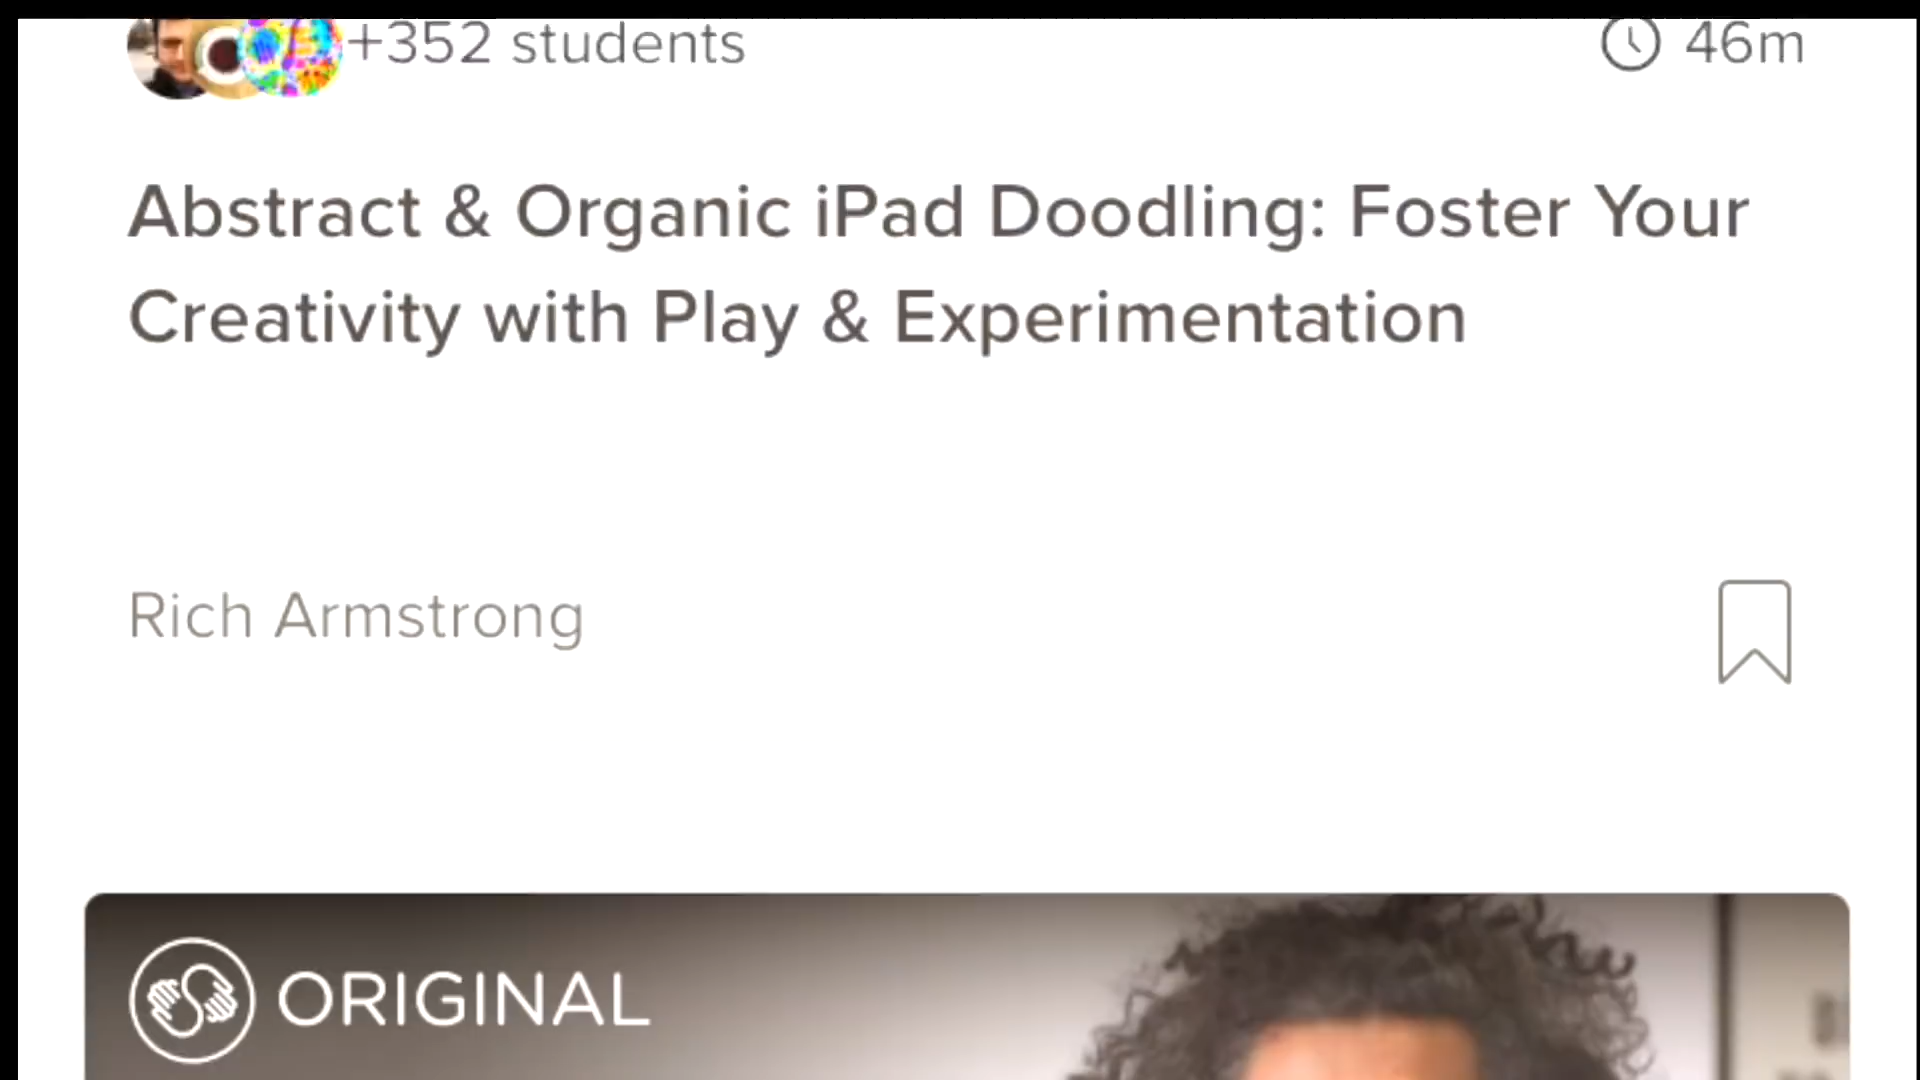 +352 students
46m
Abstract & Organic iPad Doodling: Foster Your
Creativity with Play & Experimentation
Rich Armstrong
ORIGINAL